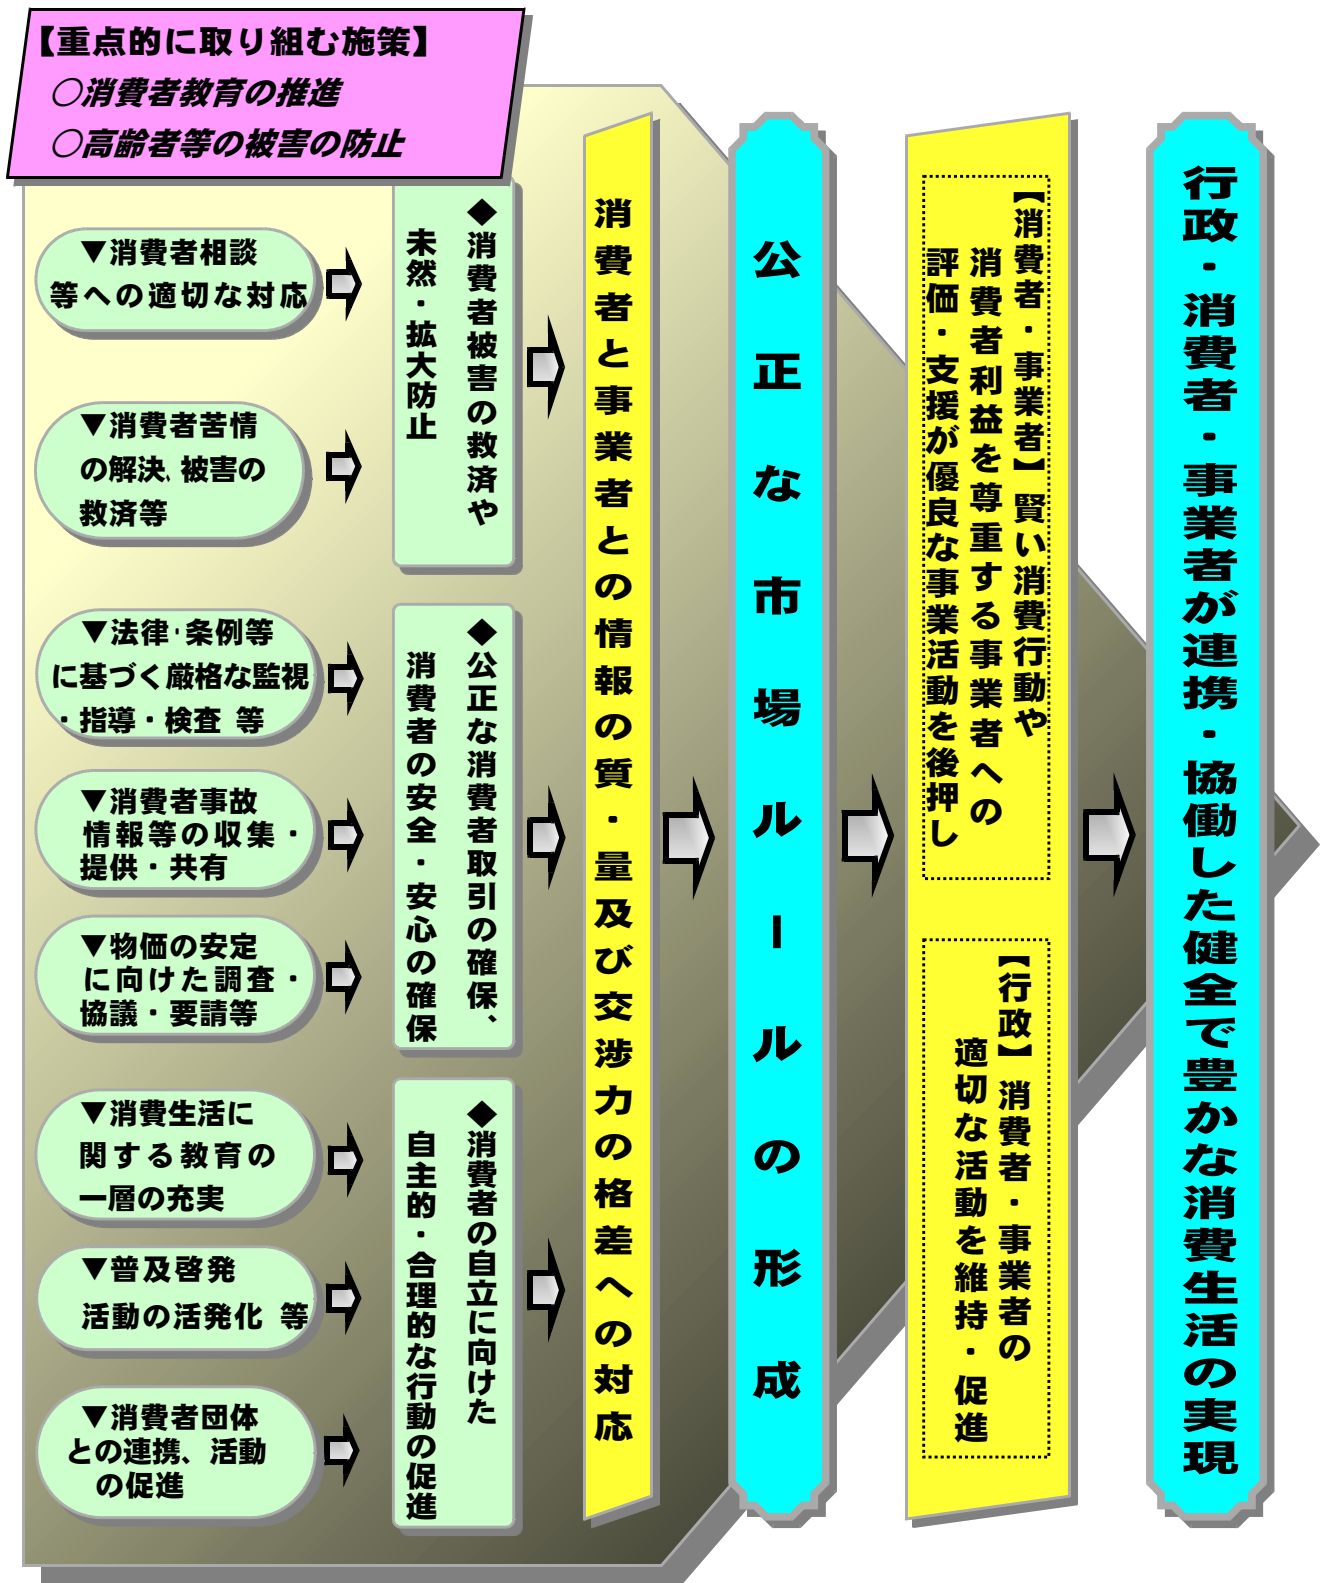 【重点的に取り組む施策】
○消費者教育の推進
○高齢者等の被害の防止
▼消費者相談
等への適切な対応
▼消費者苦情
の解決、被害の
救済等
▼法律・条例等
に基づく厳格な監視
・指導・検査 等
▼消費者事故
情報等の収集・
提供・共有
▼物価の安定
に向けた調査・
協議・要請等
▼消費生活に
関する教育の
一層の充実
▼普及啓発
活動の活発化 等
▼消費者団体
との連携、活動
の促進
◆消費者被害の救済や
未然・拡大防止
◆公正な消費者取引の確保、
消費者の安全・安心の確保
◆消費者の自立に向けた
自主的・合理的な行動の促進
消費者と事業者との情報の質・量及び交渉力の格差への対応
公正な市場ルールの形成
【消費者・事業者】賢い消費行動や
消費者利益を尊重する事業者への
評価・支援が優良な事業活動を後押し
【行政】消費者・事業者の
適切な活動を維持・促進
行政・消費者・事業者が連携・協働した健全で豊かな消費生活の実現